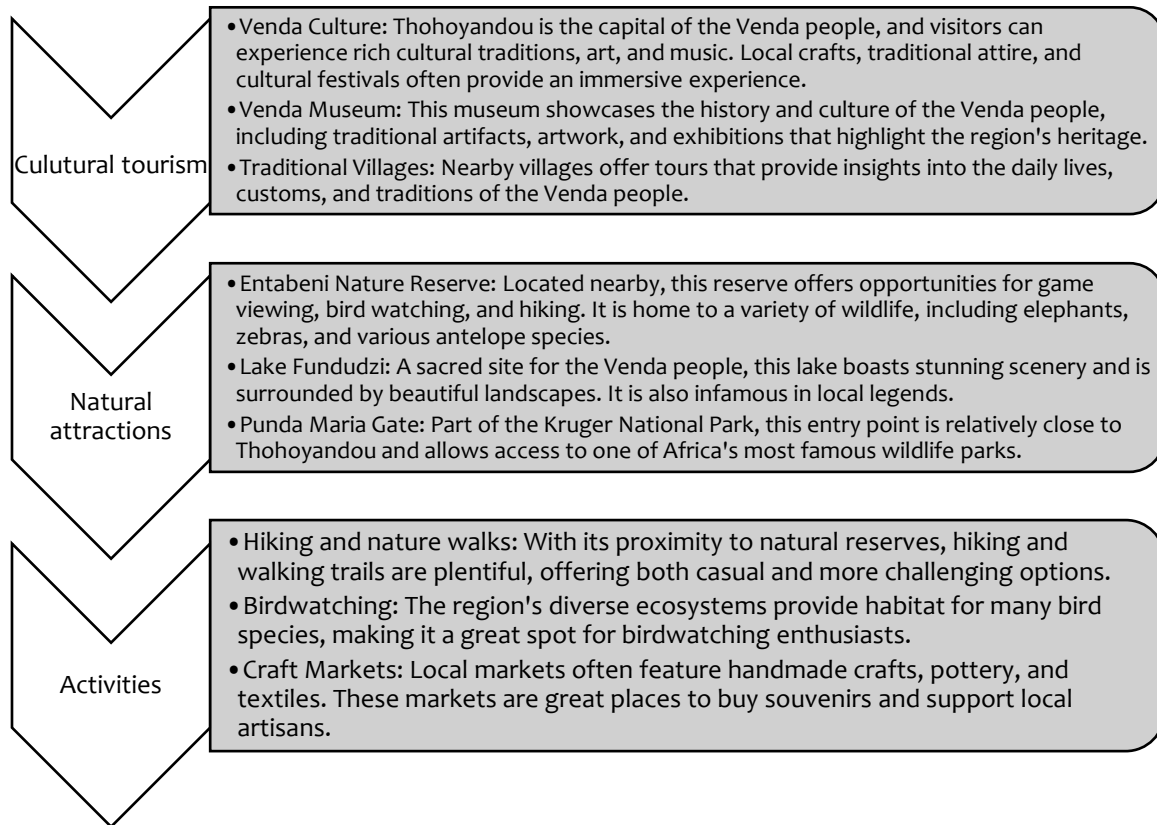 Culutural tourism
•Venda Culture: Thohoyandou is the capital of the Venda people, and visitors can
experience rich cultural traditions, art, and music. Local crafts, traditional attire, and
cultural festivals often provide an immersive experience.
•Venda Museum: This museum showcases the history and culture of the Venda people,
including traditional artifacts, artwork, and exhibitions that highlight the region's heritage.
•Traditional Villages: Nearby villages offer tours that provide insights into the daily lives,
customs, and traditions of the Venda people.
Natural
attractions
•Entabeni Nature Reserve: Located nearby, this reserve offers opportunities for game
viewing, bird watching, and hiking. It is home to a variety of wildlife, including elephants,
zebras, and various antelope species.
•Lake Fundudzi: A sacred site for the Venda people, this lake boasts stunning scenery and is
surrounded by beautiful landscapes. It is also infamous in local legends.
•Punda Maria Gate: Part of the Kruger National Park, this entry point is relatively close to
Thohoyandou and allows access to one of Africa's most famous wildlife parks.
Activities
•Hiking and nature walks: With its proximity to natural reserves, hiking and
walking trails are plentiful, offering both casual and more challenging options.
•Birdwatching: The region's diverse ecosystems provide habitat for many bird
species, making it a great spot for birdwatching enthusiasts.
•Craft Markets: Local markets often feature handmade crafts, pottery, and
textiles. These markets are great places to buy souvenirs and support local
artisans.